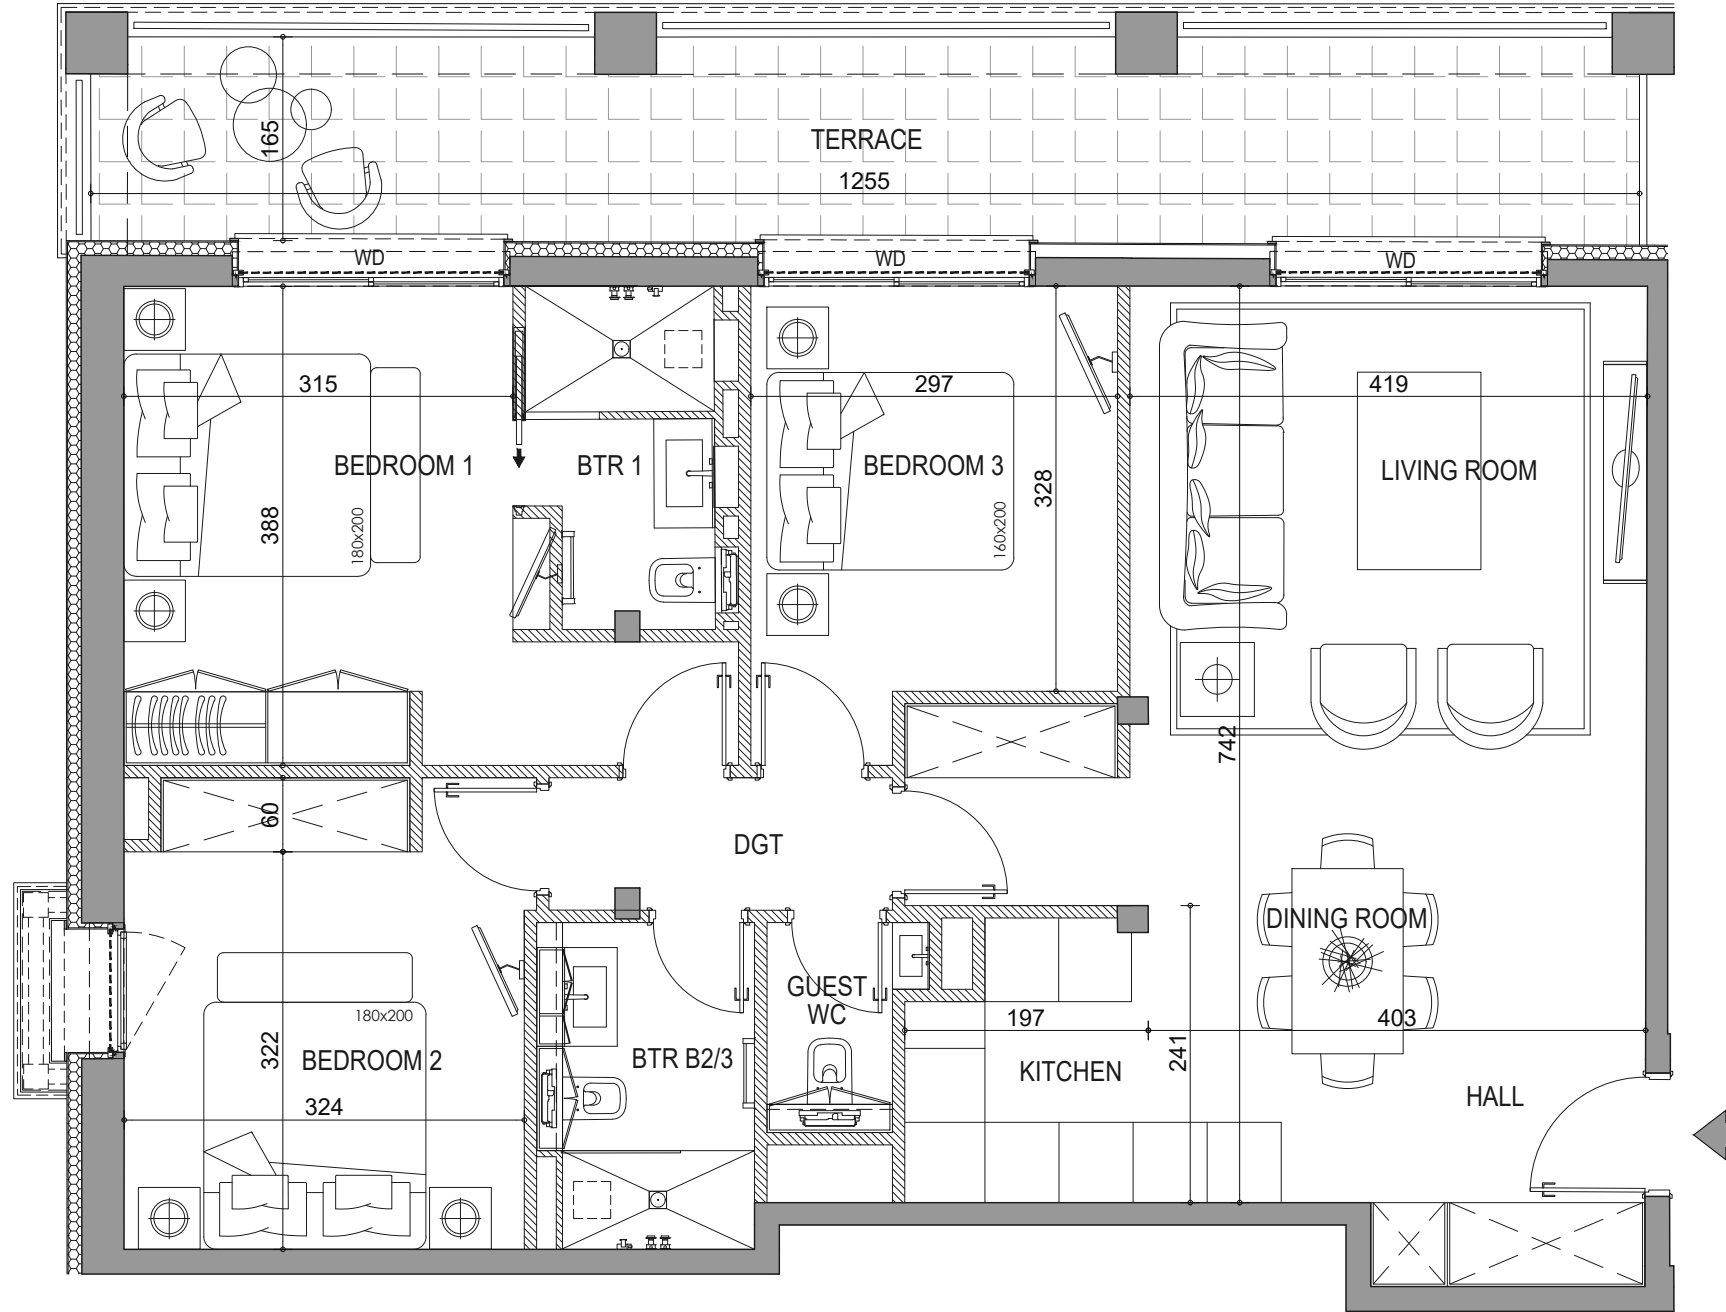 TERRACE
165
1255
WD
WD
WD
315
297
419
BEDROOM 1
BTR 1
BEDROOM 3
LIVING ROOM
388
180x200
328
160x200
742
60
DGT
DINING ROOM
GUEST
WC
180x200
197
403
322
BEDROOM 2
BTR B2/3
KITCHEN
241
HALL
324